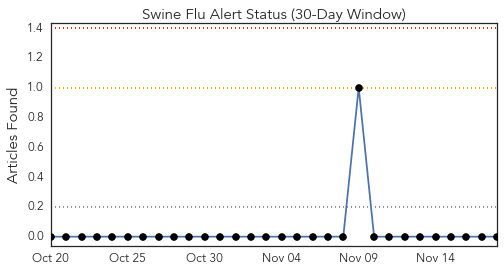 Swine Flu Alert Status (30-Day Window)
Articles Found
1.4
1.2
1.0
0.8
0.6
0.4
0.2
0.0
Oct 20 Oct 25 Oct 30 Nov 04 Nov 09 Nov 14